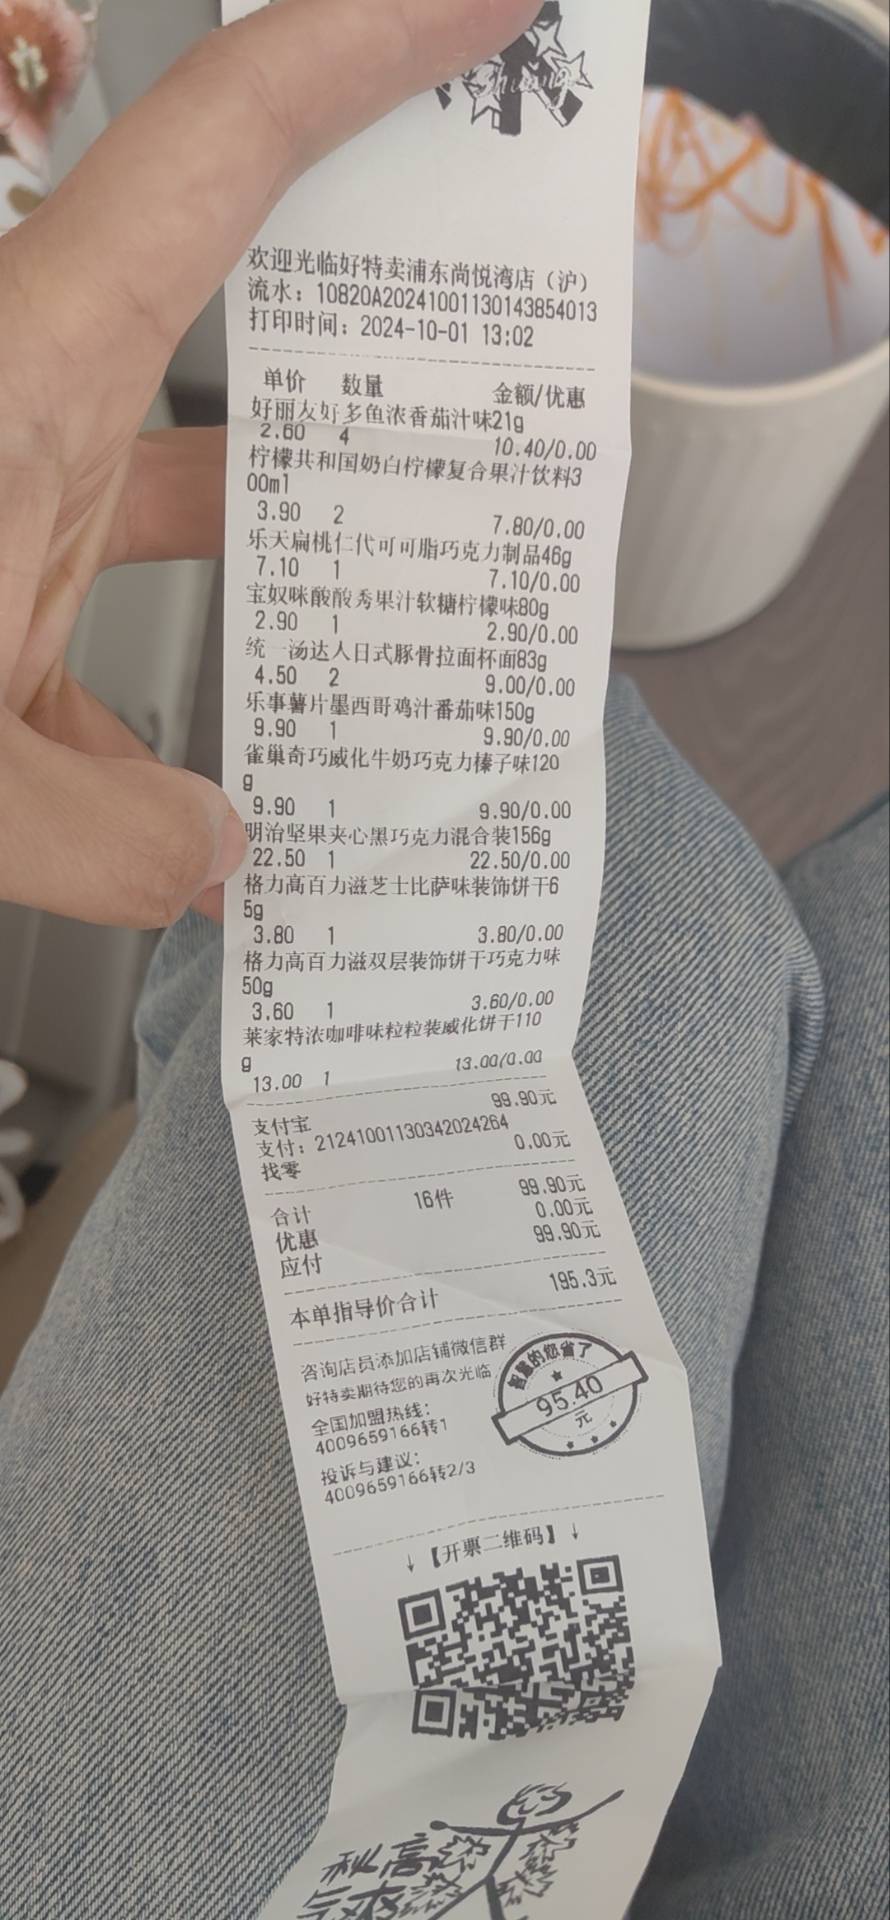 欢迎光临好特卖浦东尚悦湾店（沪）
流水：10820A20241001130143854013
打印时间：2024-10-01 13:02
单价 数量 金额/优惠
好丽友好多鱼浓香茄汁味21g
2.60 4 10.40/0.00
柠檬共和国奶白柠檬复合果汁饮料3
00ml
3.90 2 7.80/0.00
乐天扁桃仁代可可脂巧克力制品46g
7.10 1 7.10/0.00
宝奴咪酸酸秀果汁软糖柠檬味80g
2.90 1 2.90/0.00
统一汤达人日式豚骨拉面杯面83g
4.50 2 9.00/0.00
乐事薯片墨西哥鸡汁番茄味150g
9.90 1 9.90/0.00
雀巢奇巧威化牛奶巧克力榛子味120
g
9.90 1 9.90/0.00
明治坚果夹心黑巧克力混合装156g
22.50 1 22.50/0.00
格力高百力滋芝士比萨味装饰饼干6
5g
3.80 1 3.80/0.00
格力高百力滋双层装饰饼干巧克力味
50g
3.60 1 3.60/0.00
莱家特浓咖啡味粒粒装威化饼干110
g
13.00 1 13.00/0.00
支付宝 99.90元
支付：21241001130342024264
找零 0.00元
合计 16件 99.90元
优惠 0.00元
应付 99.90元
本单指导价合计 195.3元
咨询店员添加店铺微信群
好特卖期待您的再次光临
全国加盟热线：
4009659166转1
投诉与建议：
4009659166转2/3
智慧的您省了
95.40
元
↓【开票二维码】↓
秋高